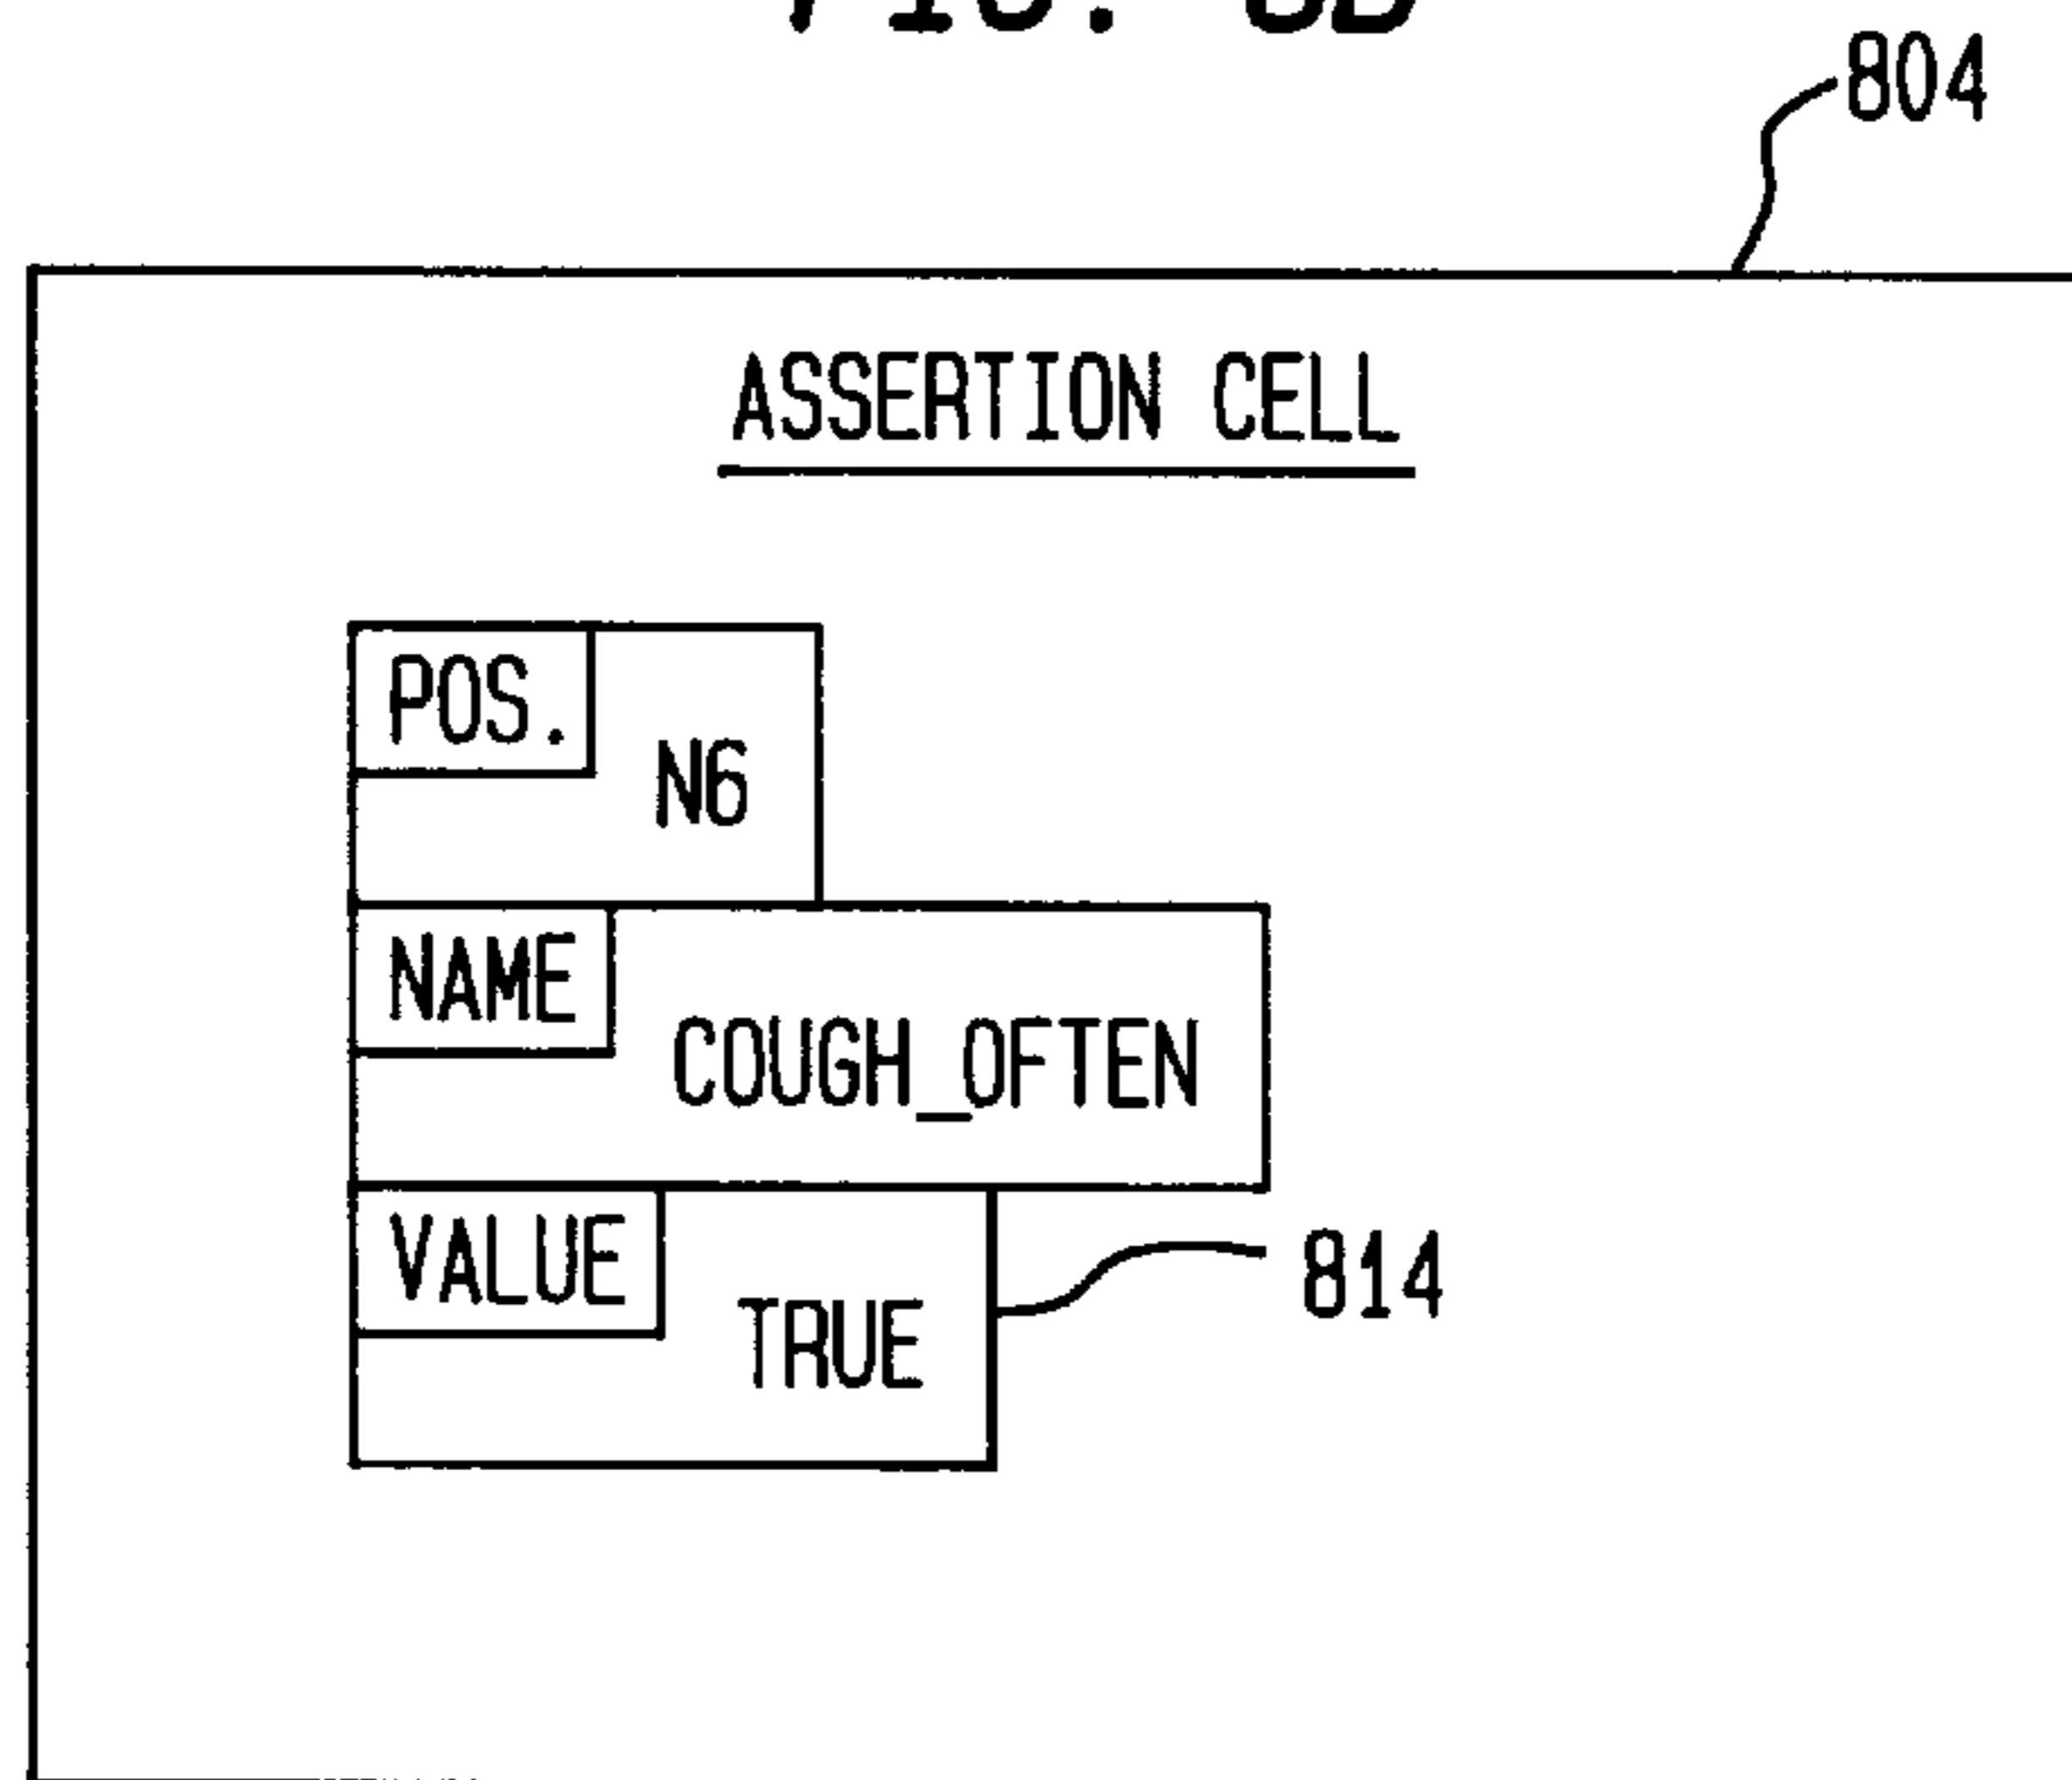 804
ASSERTION CELL
POS.
N6
NAME
COUGH_OFTEN
VALUE
TRUE
814